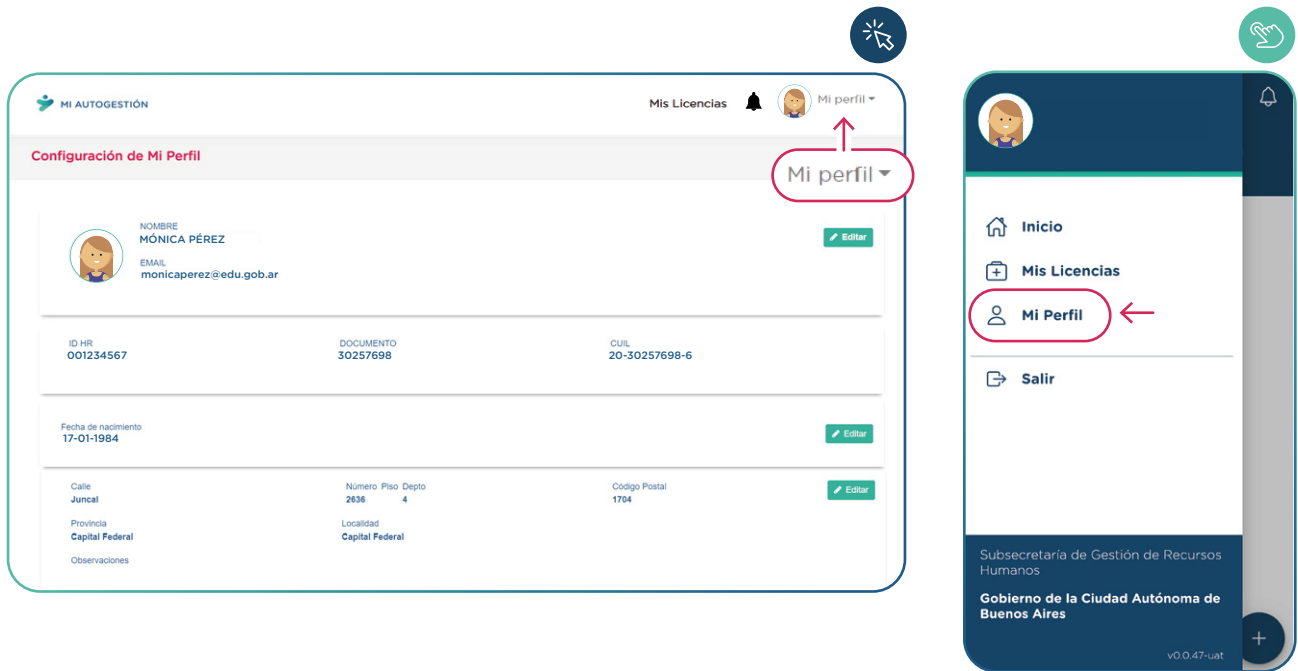 MI AUTOGESTIÓN
Mis Licencias
Mi perfil
Configuración de Mi Perfil
Mi perfil
NOMBRE
MÓNICA PÉREZ
Editar
EMAIL
monicaperez@edu.gob.ar
ID HR DOCUMENTO CUIL
001234567 30257698 20-30257698-6
Fecha de nacimiento
17-01-1984
Editar
Calle Número Piso Depto Código Postal
Juncal 2636 4 1704
Editar
Provincia Localidad
Capital Federal Capital Federal
Observaciones
Inicio
Mis Licencias
Mi Perfil
Salir
Subsecretaría de Gestión de Recursos
Humanos
Gobierno de la Ciudad Autónoma de
Buenos Aires
+
v0.0.47-uat